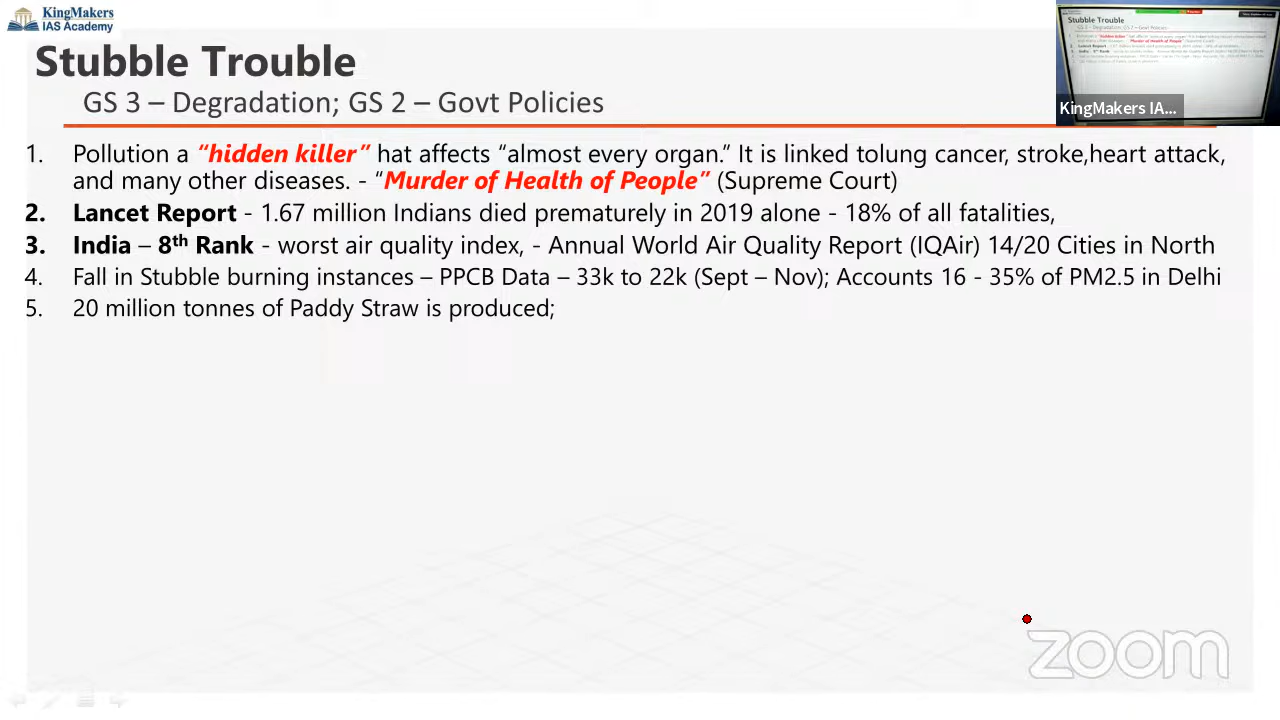 KingMakers
IAS Academy
Stubble Trouble
GS 3 – Degradation; GS 2 – Govt Policies
KingMakers IA...
1. Pollution a “hidden killer” hat affects “almost every organ.” It is linked tolung cancer, stroke,heart attack,
and many other diseases. - “Murder of Health of People” (Supreme Court)
2. Lancet Report - 1.67 million Indians died prematurely in 2019 alone - 18% of all fatalities,
3. India – 8th Rank - worst air quality index, - Annual World Air Quality Report (IQAir) 14/20 Cities in North
4. Fall in Stubble burning instances – PPCB Data – 33k to 22k (Sept – Nov); Accounts 16 - 35% of PM2.5 in Delhi
5. 20 million tonnes of Paddy Straw is produced;
zoom